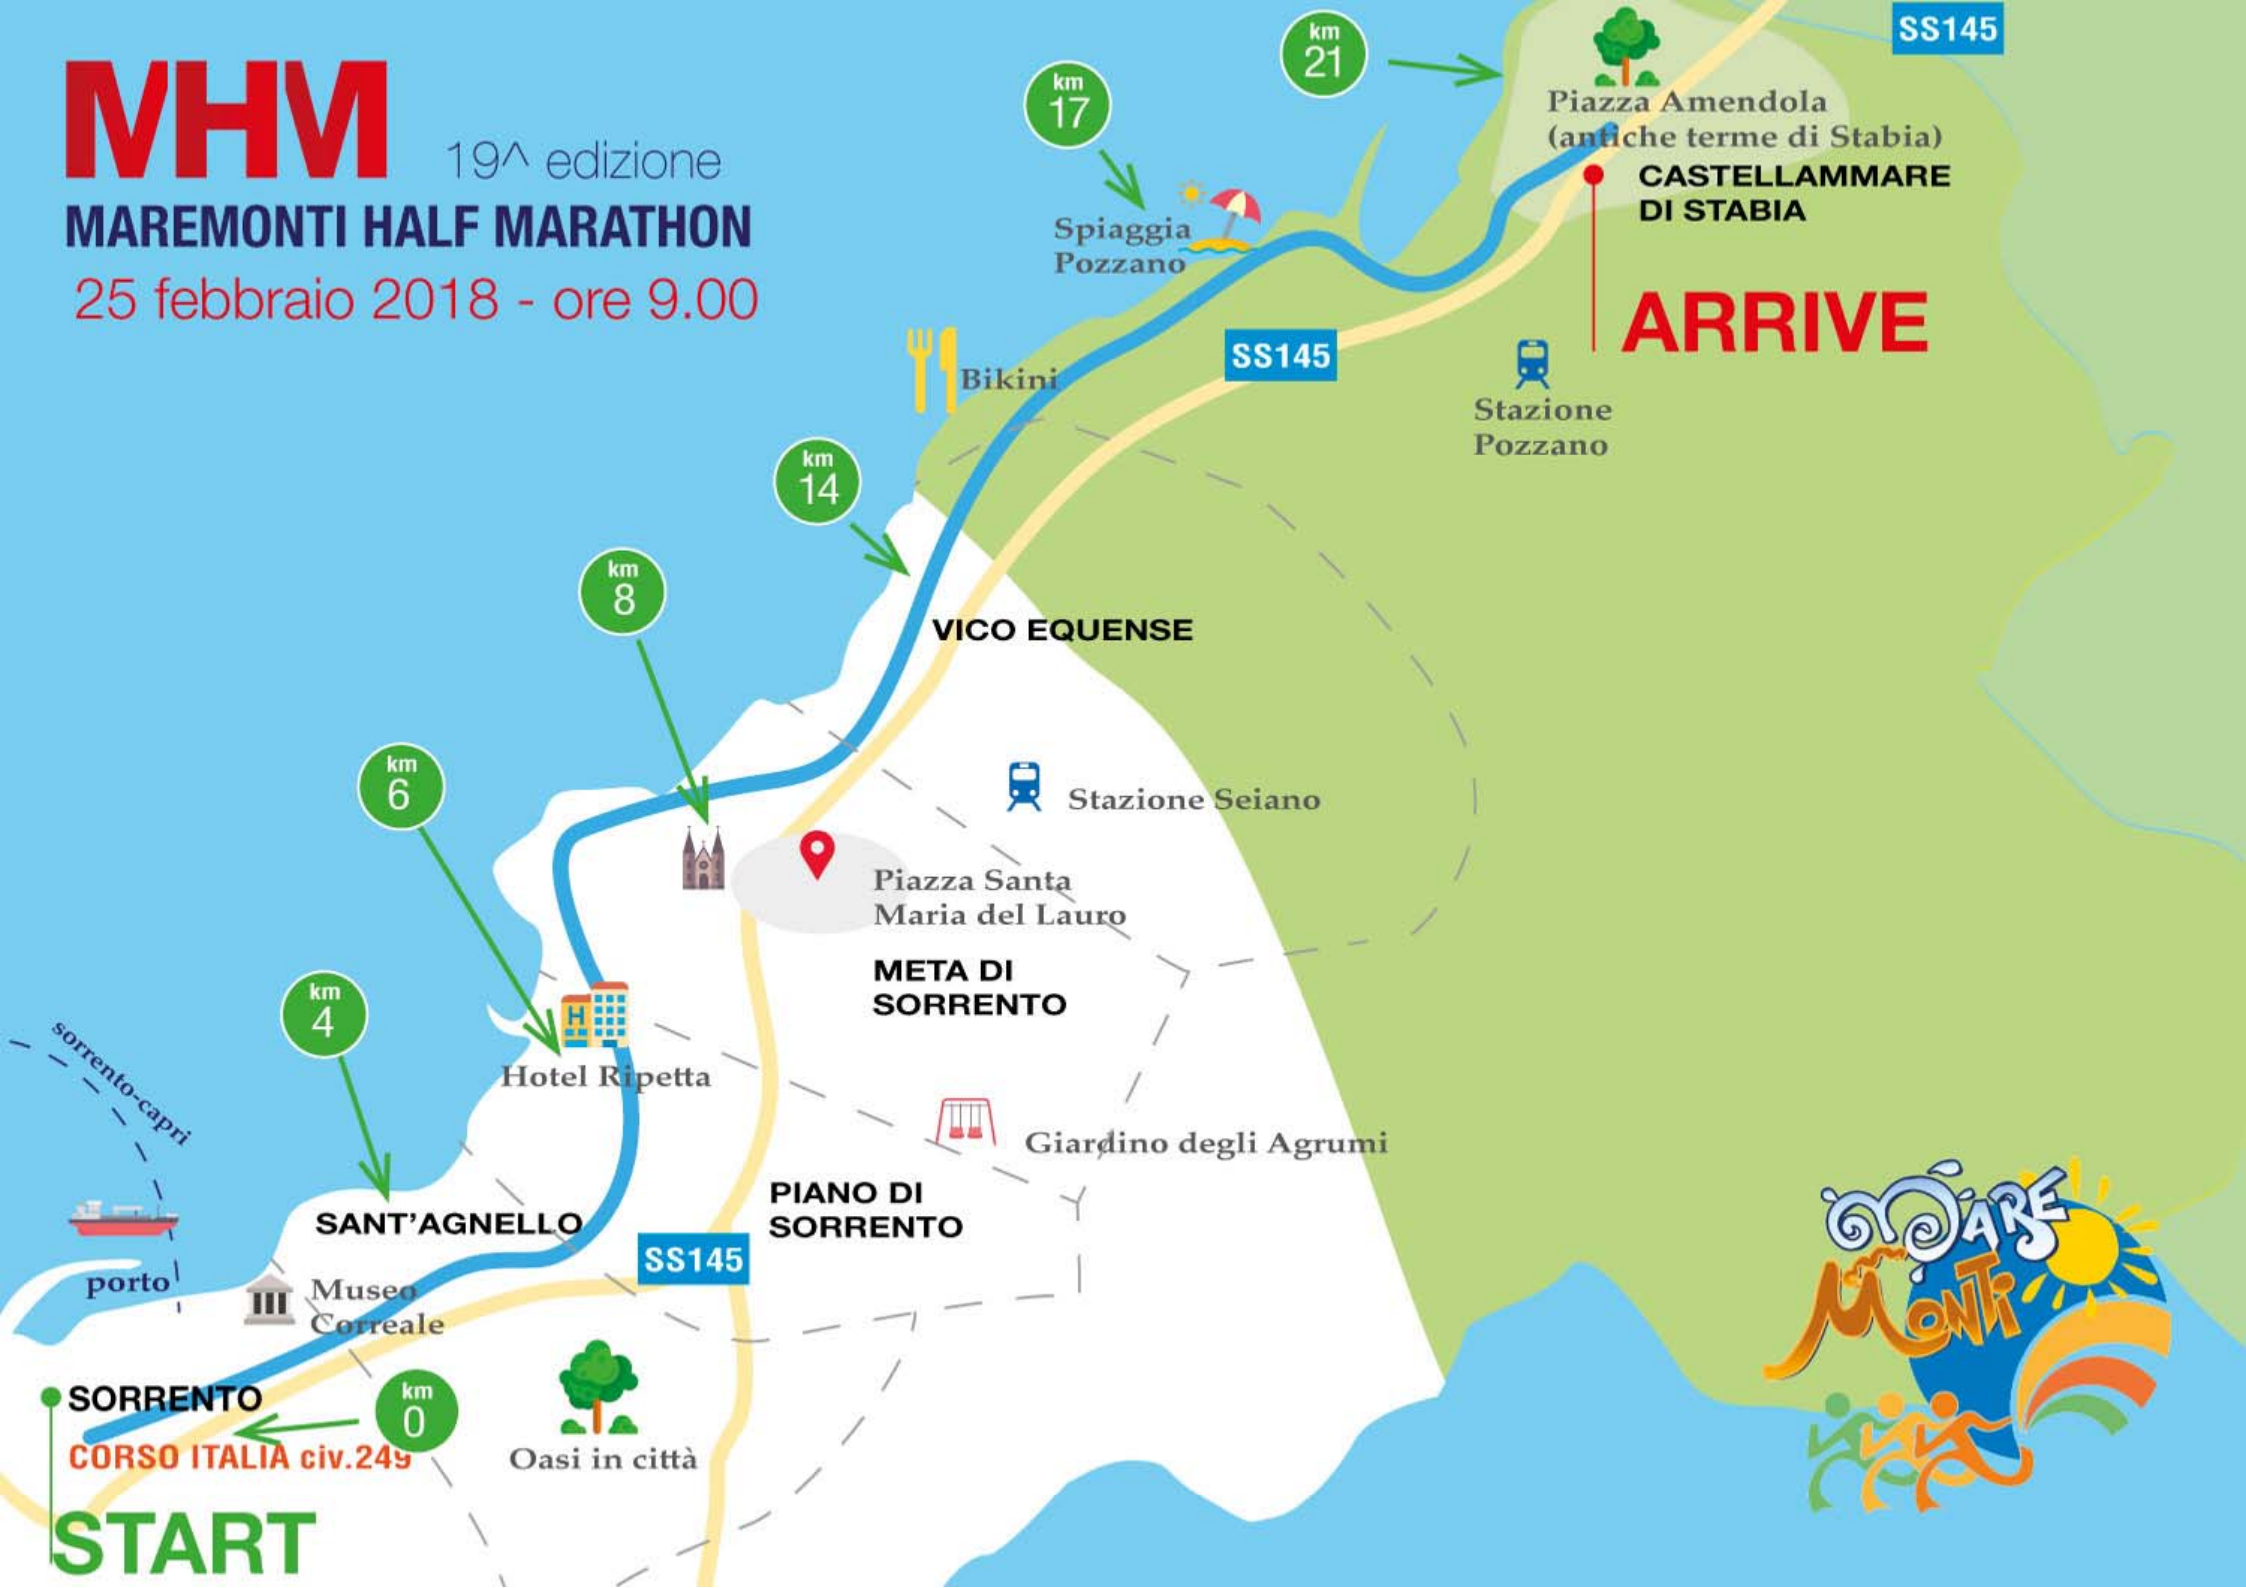 MHM
19^ edizione
MAREMONTI HALF MARATHON
25 febbraio 2018 - ore 9.00
km
21
SS145
km
17
Piazza Amendola
(antiche terme di Stabia)
CASTELLAMMARE
DI STABIA
Spiaggia
Pozzano
ARRIVE
SS145
Bikini
Stazione
Pozzano
km
14
km
8
VICO EQUENSE
km
6
Stazione Seiano
Piazza Santa
Maria del Lauro
META DI
SORRENTO
km
4
H
Hotel Ripetta
sorrento-capri
Giardino degli Agrumi
PIANO DI
SORRENTO
SANT'AGNELLO
SS145
porto
Museo
Correale
MARE
MONTI
SORRENTO
km
0
CORSO ITALIA civ.249
Oasi in città
START